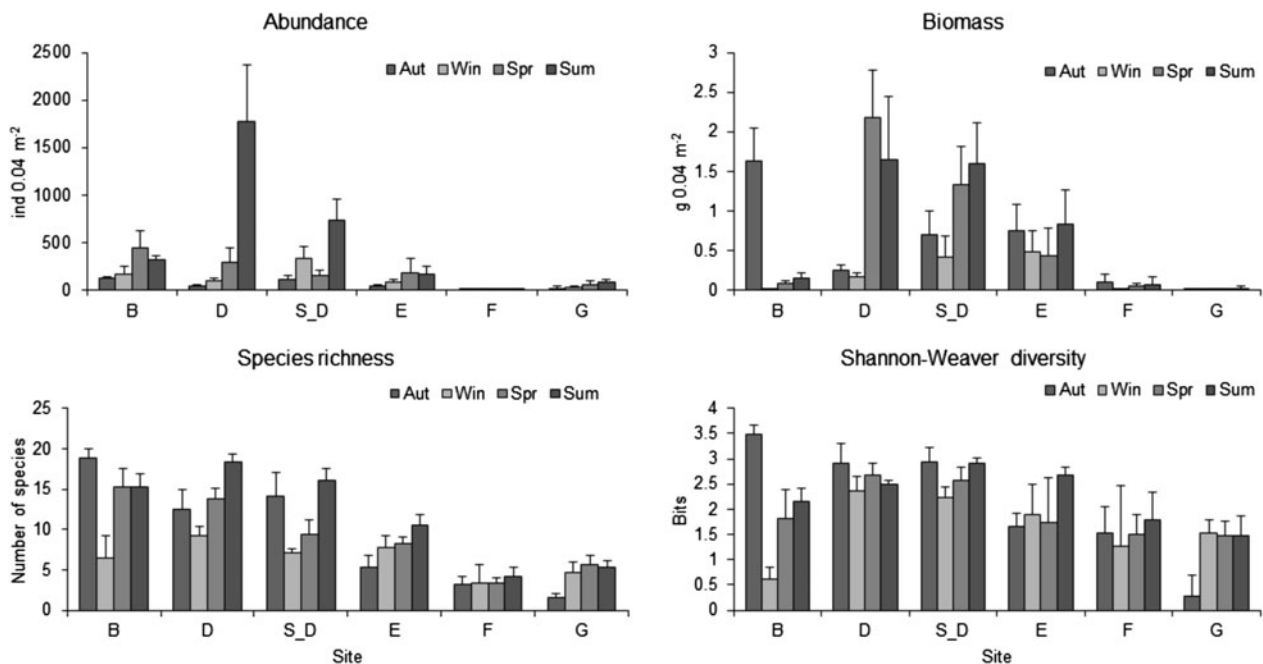 Abundance
Aut Win Spr Sum
ind 0.04 m-2
2500
2000
1500
1000
500
0
B D S_D E F G
Biomass
Aut Win Spr Sum
g 0.04 m-2
3
2.5
2
1.5
1
0.5
0
B D S_D E F G
Species richness
Aut Win Spr Sum
Number of species
25
20
15
10
5
0
B D S_D E F G
Site
Shannon-Weaver diversity
Aut Win Spr Sum
Bits
4
3.5
3
2.5
2
1.5
1
0.5
0
B D S_D E F G
Site